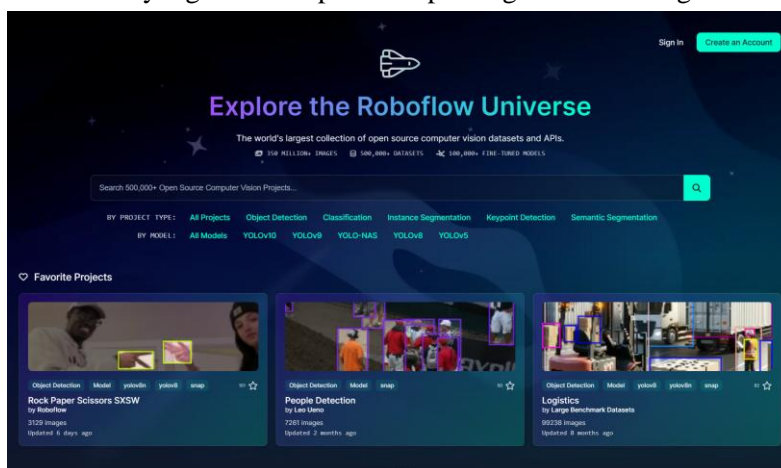 Sign In
Create an Account
Explore the Roboflow Universe
The world's largest collection of open source computer vision datasets and APIs.
350 MILLION+ IMAGES 500,000+ DATASETS 100,000+ FINE-TUNED MODELS
Search 500,000+ Open Source Computer Vision Projects...
BY PROJECT TYPE: All Projects Object Detection Classification Instance Segmentation Keypoint Detection Semantic Segmentation
BY MODEL: All Models YOLOv10 YOLOv9 YOLO-NAS YOLOv8 YOLOv5
Favorite Projects
Object Detection Model yolov8n yolov8 snap
Rock Paper Scissors SXSW
by Roboflow
3129 images
Updated 6 days ago
Object Detection Model snap
People Detection
by Leo Ueno
7261 images
Updated 2 months ago
Object Detection Model yolov8 yolov8n snap
Logistics
by Large Benchmark Datasets
99238 images
Updated 8 months ago